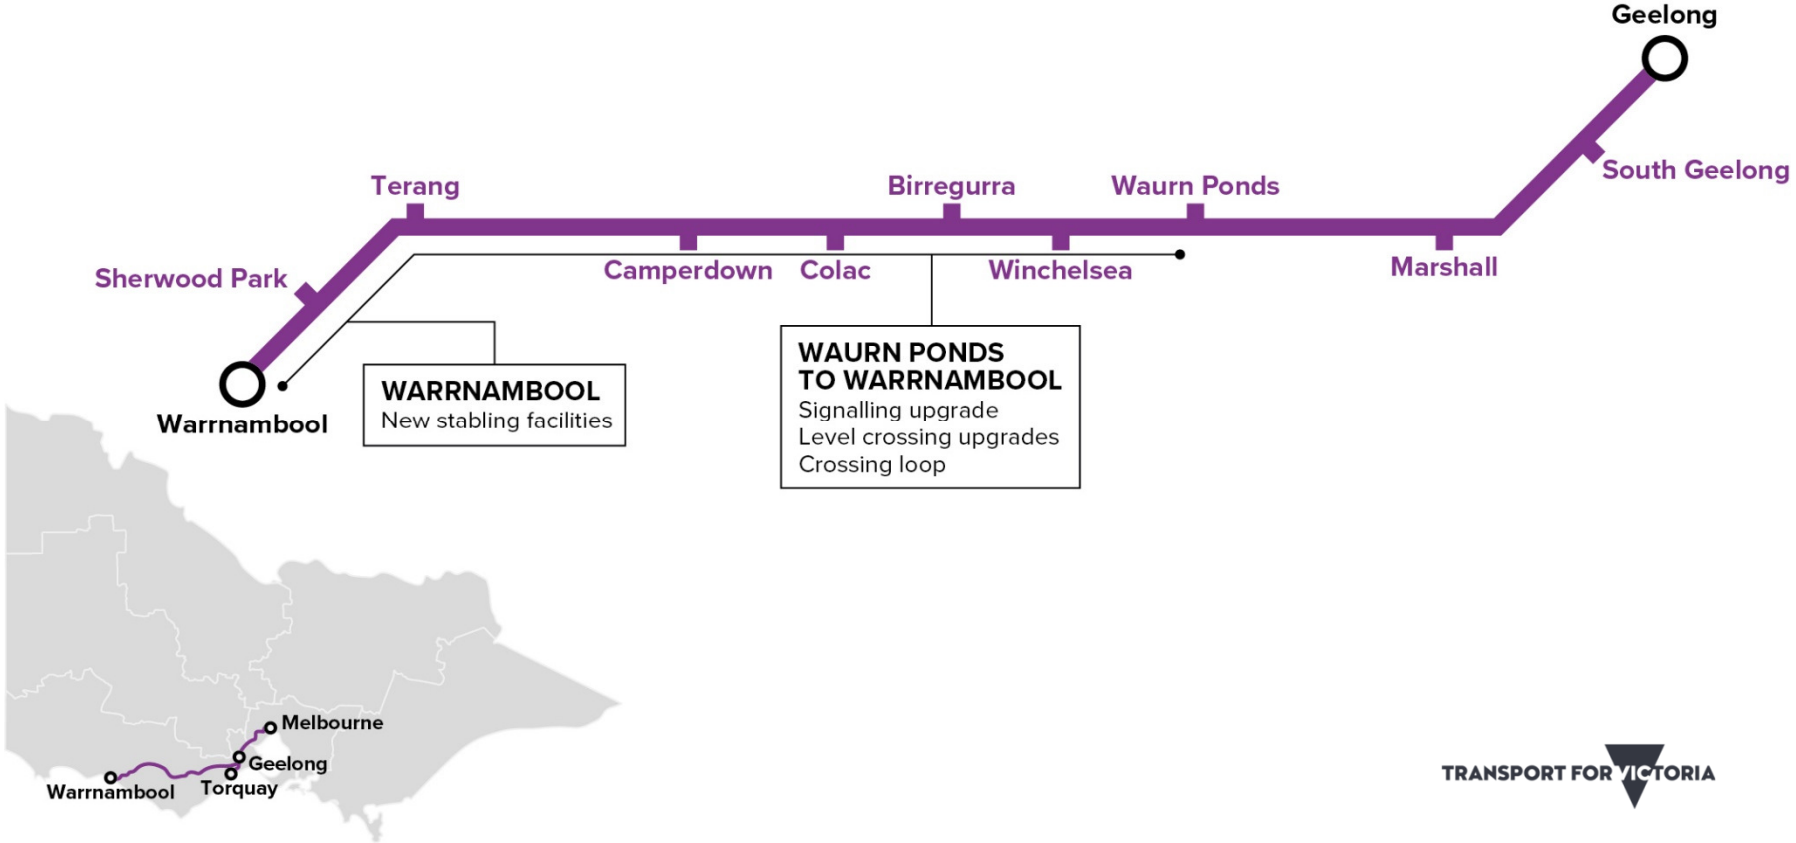 Geelong
South Geelong
Terang
Birregurra
Waurn Ponds
Sherwood Park
Camperdown
Colac
Winchelsea
Marshall
Warrnambool
WARRNAMBOOL
New stabling facilities
WAURN PONDS
TO WARRNAMBOOL
Signalling upgrade
Level crossing upgrades
Crossing loop
Melbourne
Geelong
Torquay
Warrnambool
TRANSPORT FOR VICTORIA